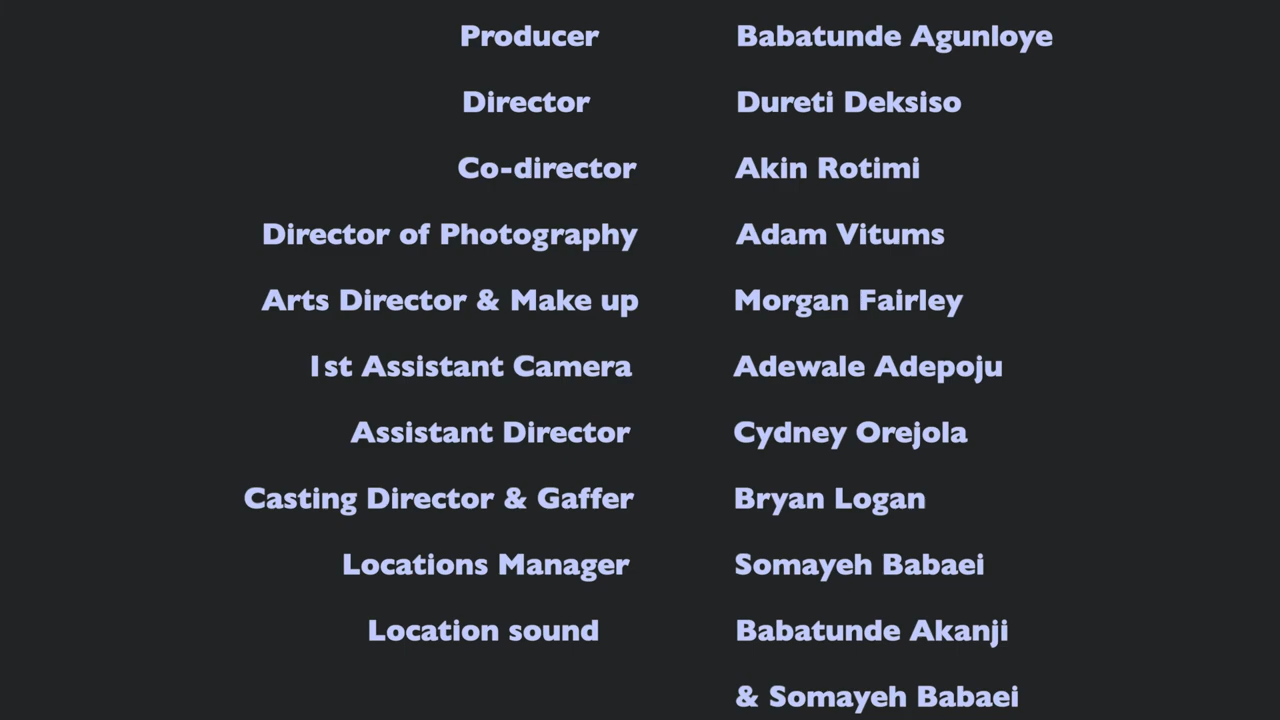 Producer Babatunde Agunloye
Director Dureti Deksiso
Co-director Akin Rotimi
Director of Photography Adam Vitums
Arts Director & Make up Morgan Fairley
1st Assistant Camera Adewale Adepoju
Assistant Director Cydney Orejola
Casting Director & Gaffer Bryan Logan
Locations Manager Somayeh Babaei
Location sound Babatunde Akanji
& Somayeh Babaei